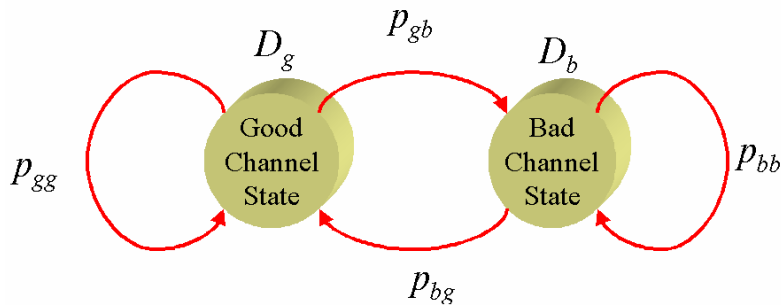 p_gb
D_g
D_b
Good
Channel
State
Bad
Channel
State
p_gg
p_bb
p_bg